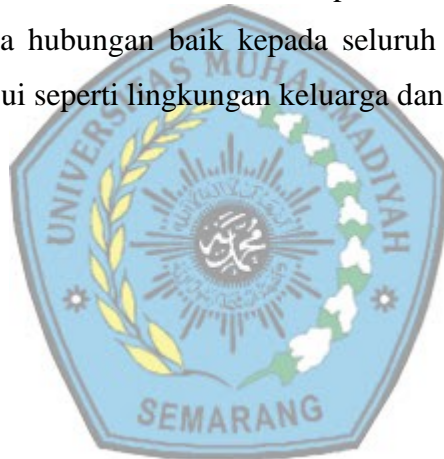 a hubungan baik kepada seluruh
ui seperti lingkungan keluarga dan
UNIVERSITAS MUHAMMADIYAH
SEMARANG